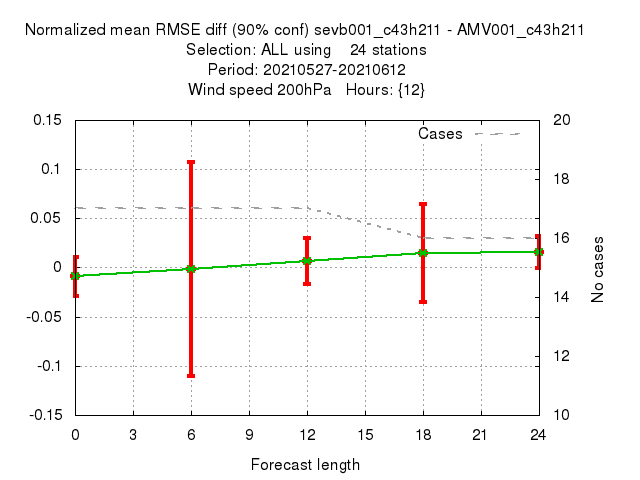 Normalized mean RMSE diff (90% conf) sevb001_c43h211 - AMV001_c43h211
Selection: ALL using    24 stations
Period: 20210527-20210612
Wind speed 200hPa   Hours: {12}
Cases
0.15
0.1
0.05
0
-0.05
-0.1
-0.15
20
18
16
14
12
10
No cases
0 3 6 9 12 15 18 21 24
Forecast length